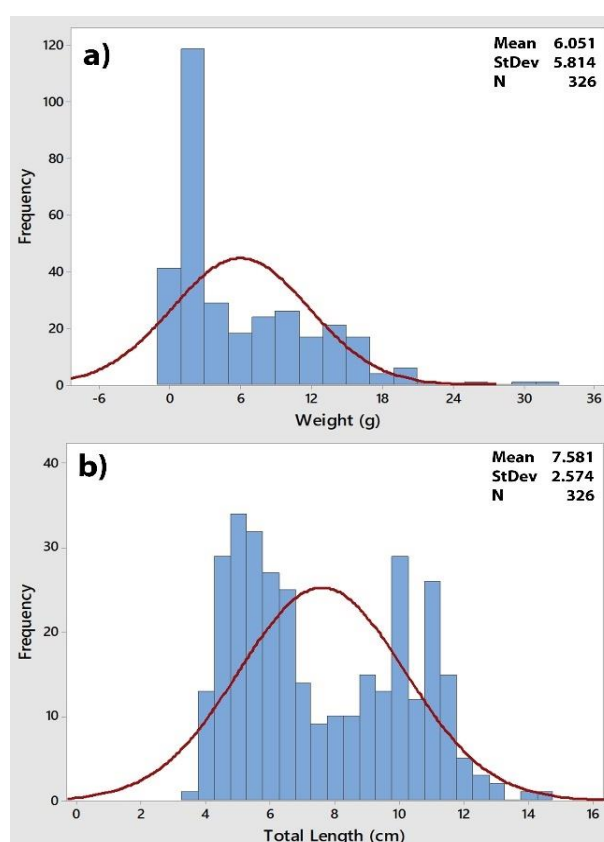 a)
Mean 6.051
StDev 5.814
N 326
120
100
80
60
40
20
0
Frequency
-6 0 6 12 18 24 30 36
Weight (g)
b)
Mean 7.581
StDev 2.574
N 326
40
30
20
10
0
Frequency
0 2 4 6 8 10 12 14 16
Total Length (cm)